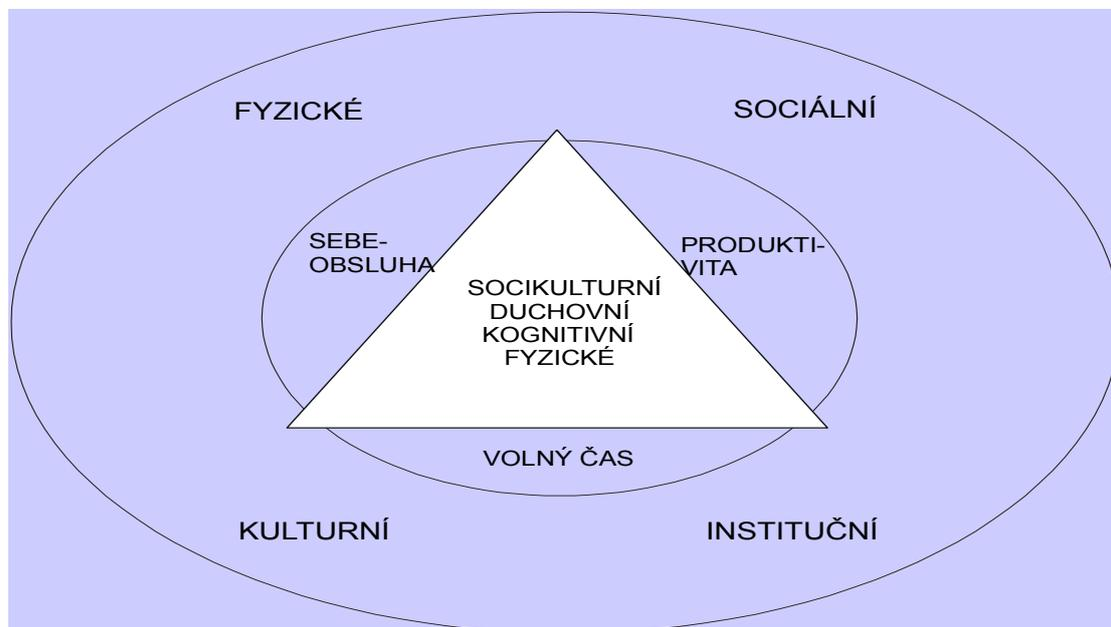 FYZICKÉ
SOCIÁLNÍ
SEBE-
OBSLUHA
PRODUKTI-
VITA
SOCIKULTURNÍ
DUCHOVNÍ
KOGNITIVNÍ
FYZICKÉ
VOLNÝ ČAS
KULTURNÍ
INSTITUČNÍ